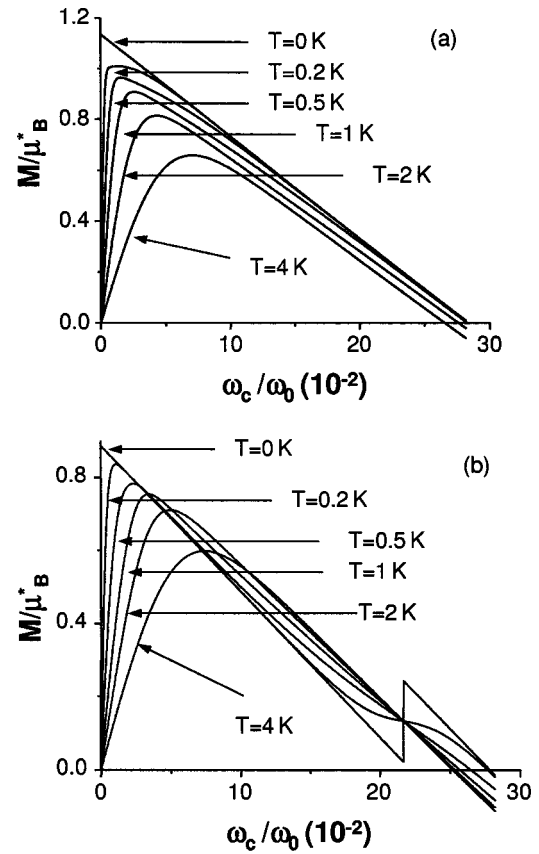 1.2
T=0 K
(a)
T=0.2 K
0.8
T=0.5 K
T=1 K
M/μ*B
T=2 K
0.4
T=4 K
0.0
0 10 20 30
ωc/ω0 (10-2)
T=0 K
(b)
0.8
T=0.2 K
T=0.5 K
T=1 K
M/μ*B
0.4
T=2 K
T=4 K
0.0
0 10 20 30
ωc/ω0 (10-2)